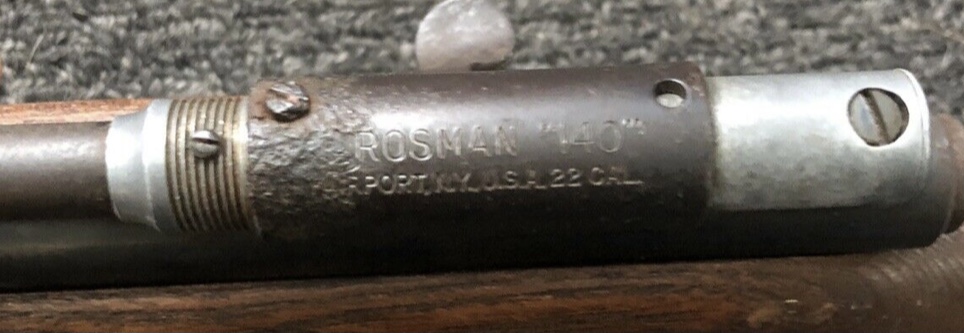 ROSMAN "140"
RPORT, N.Y. U.S.A. 22 CAL.